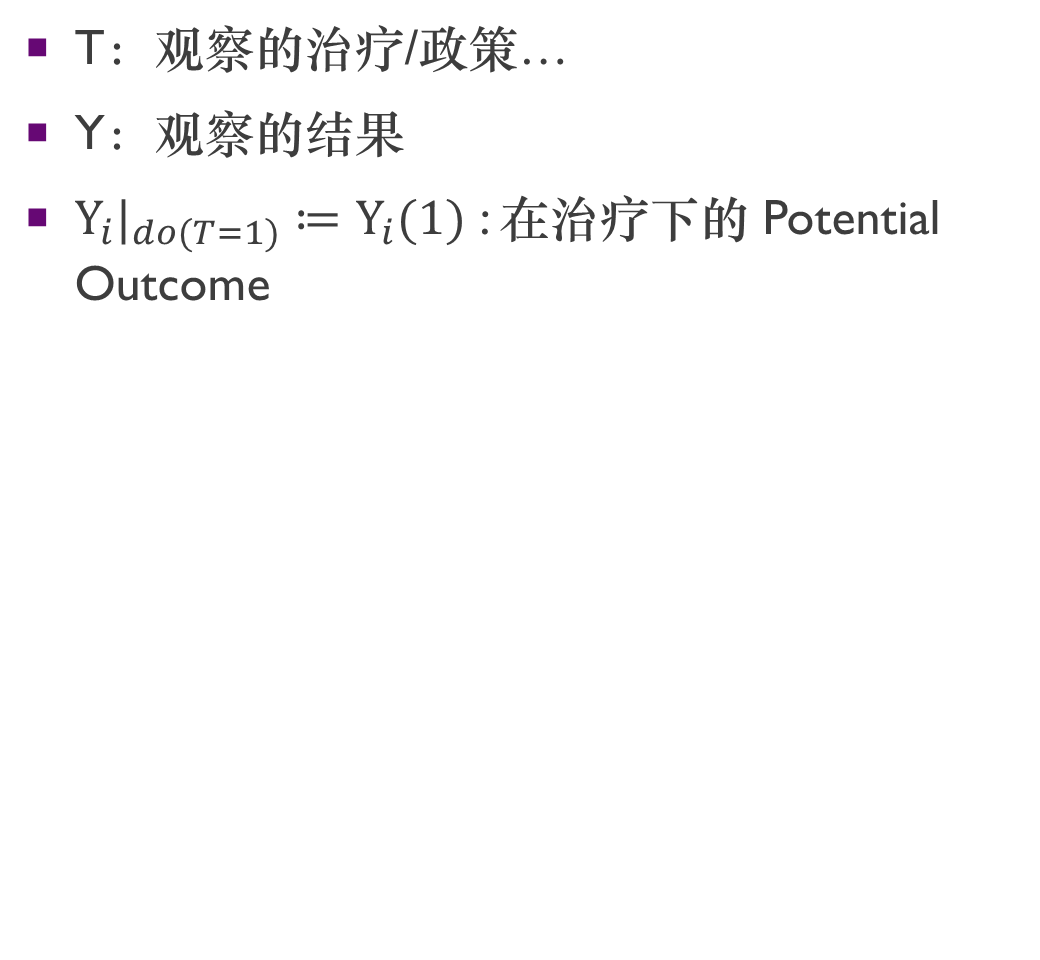 ▪ T：观察的治疗/政策…
▪ Y：观察的结果
▪ Yᵢ|do(T=1) ≔ Yᵢ(1) : 在治疗下的 Potential
Outcome